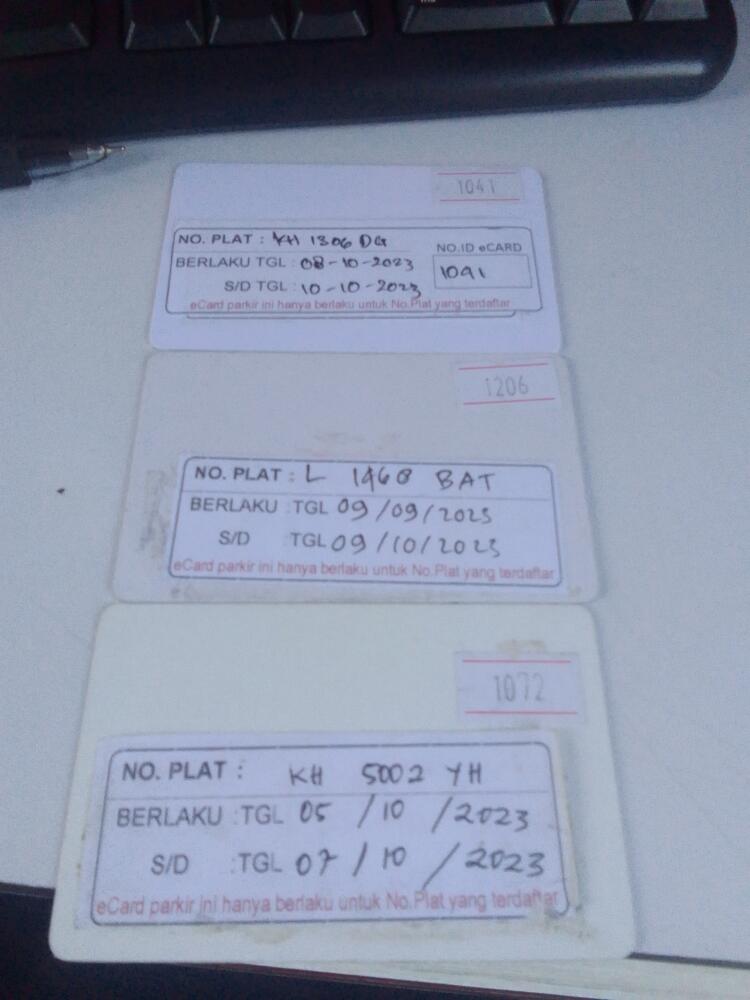 1041
NO. PLAT : KH 1306 DG
NO.ID eCARD
BERLAKU TGL : 08-10-2023
1041
S/D TGL : 10-10-2023
eCard parkir ini hanya berlaku untuk No.Plat yang terdaftar
1206
NO. PLAT : L 1468 BAT
BERLAKU TGL 09/09/2023
S/D TGL 09/10/2023
eCard parkir ini hanya berlaku untuk No.Plat yang terdaftar
1072
NO. PLAT : KH 5002 YH
BERLAKU :TGL 05/10/2023
S/D :TGL 07/10/2023
eCard parkir ini hanya berlaku untuk No.Plat yang terdaftar